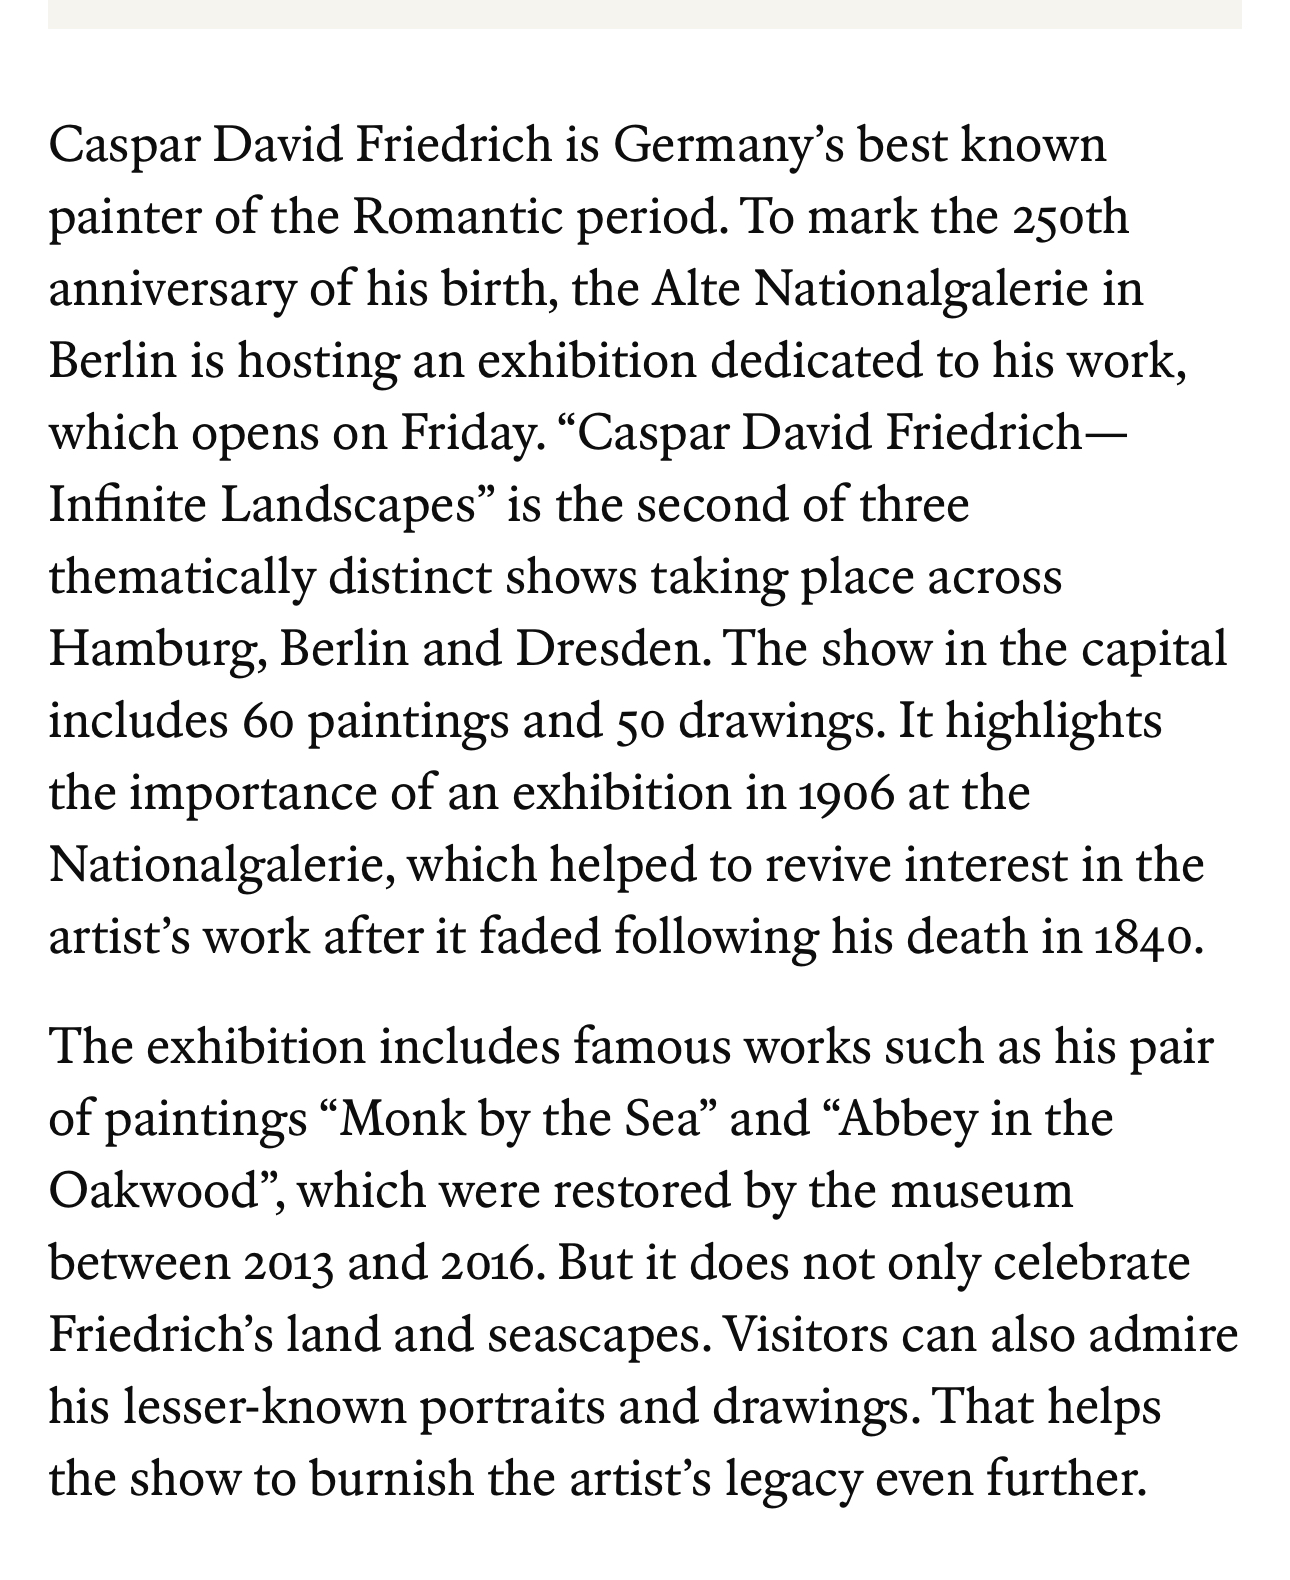 Caspar David Friedrich is Germany’s best known
painter of the Romantic period. To mark the 250th
anniversary of his birth, the Alte Nationalgalerie in
Berlin is hosting an exhibition dedicated to his work,
which opens on Friday. “Caspar David Friedrich—
Infinite Landscapes” is the second of three
thematically distinct shows taking place across
Hamburg, Berlin and Dresden. The show in the capital
includes 60 paintings and 50 drawings. It highlights
the importance of an exhibition in 1906 at the
Nationalgalerie, which helped to revive interest in the
artist’s work after it faded following his death in 1840.
The exhibition includes famous works such as his pair
of paintings “Monk by the Sea” and “Abbey in the
Oakwood”, which were restored by the museum
between 2013 and 2016. But it does not only celebrate
Friedrich’s land and seascapes. Visitors can also admire
his lesser-known portraits and drawings. That helps
the show to burnish the artist’s legacy even further.